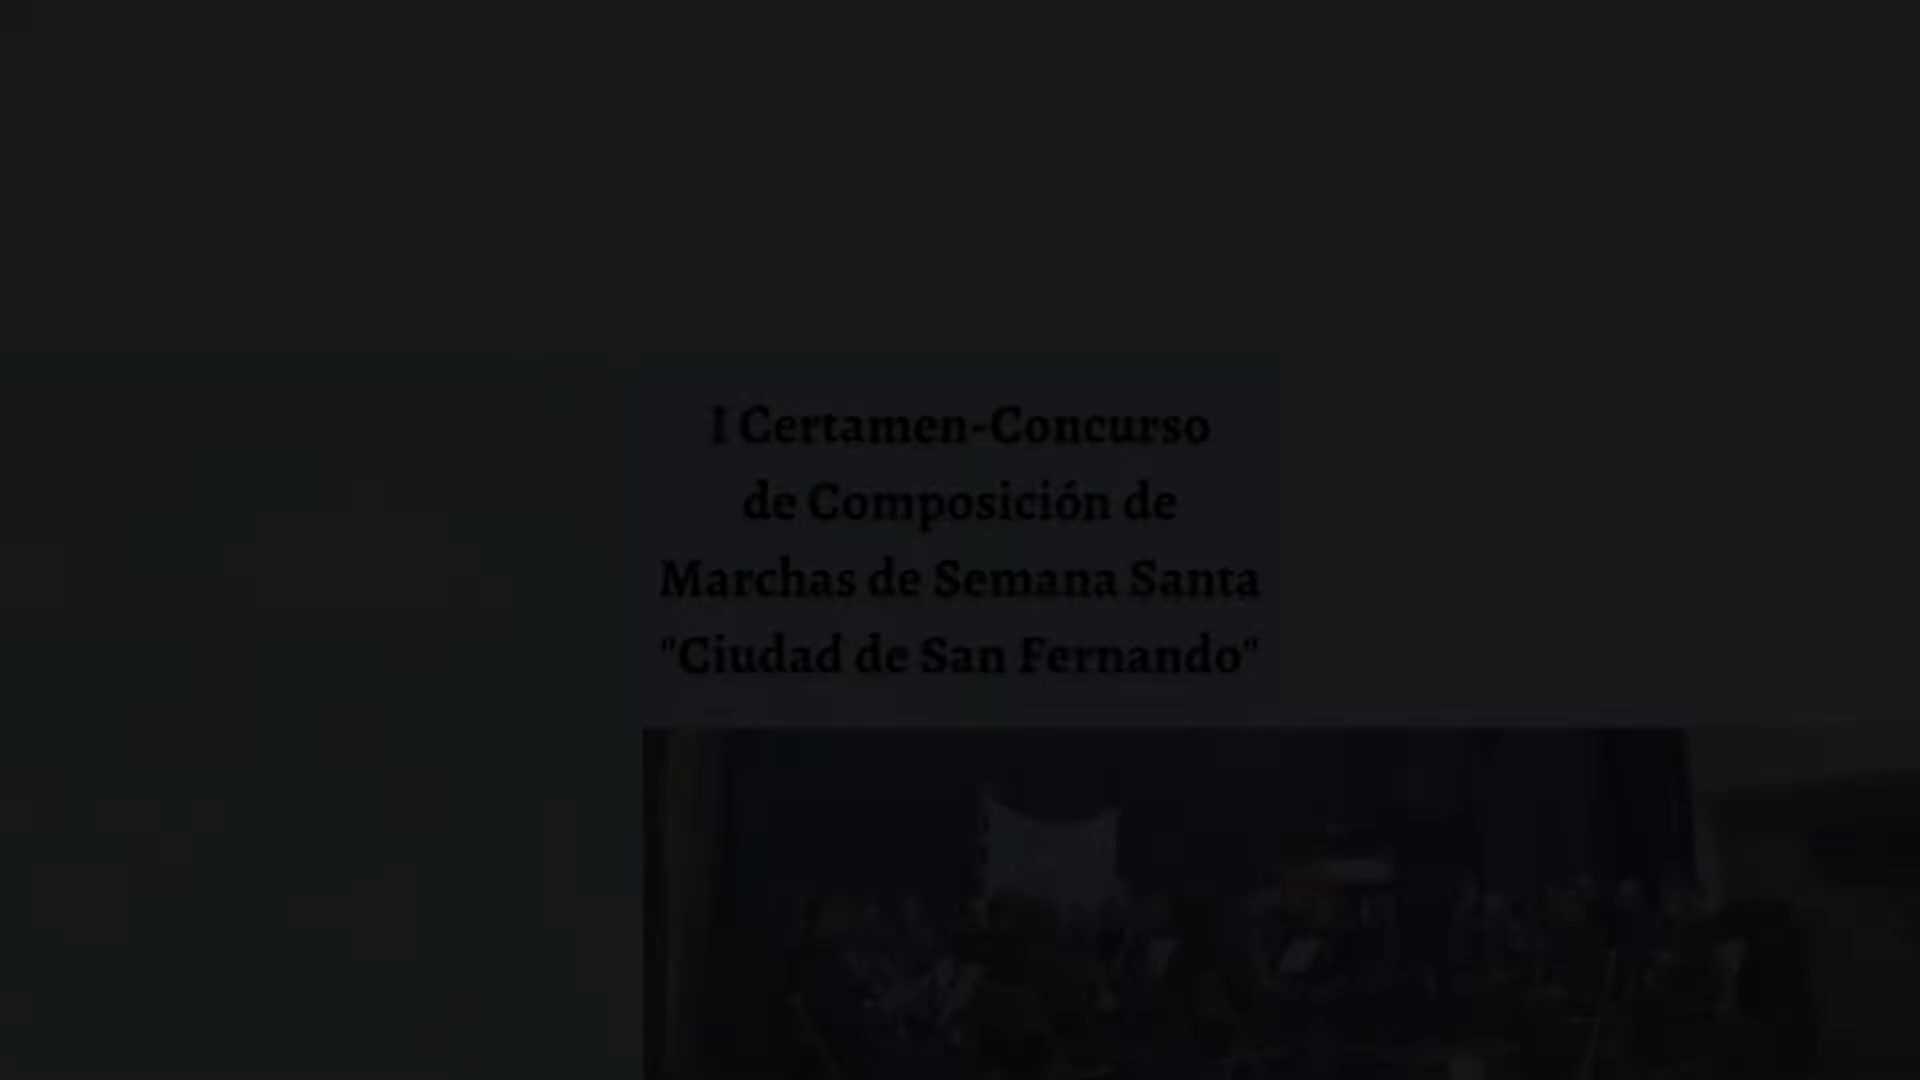 I Certamen-Concurso
de Composición de
Marchas de Semana Santa
"Ciudad de San Fernando"